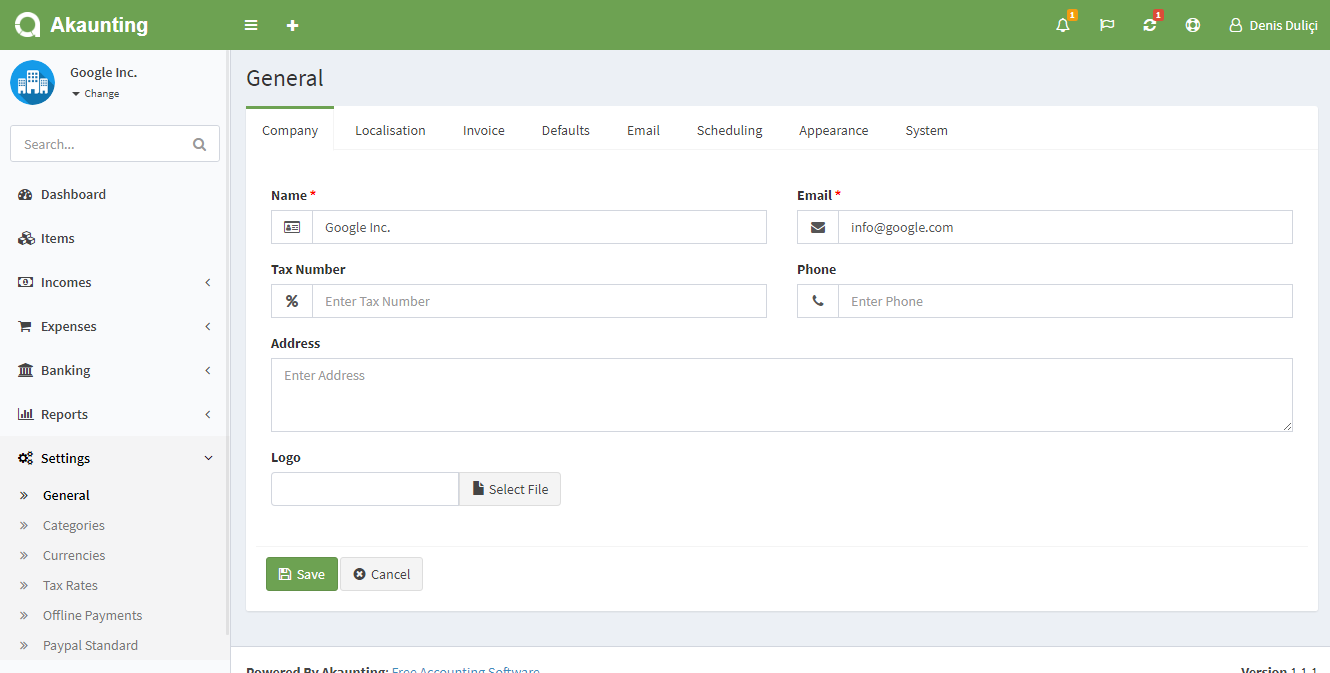 Akaunting
1
1
Denis Duliçi
Google Inc.
Change
Search...
Dashboard
Items
Incomes
Expenses
Banking
Reports
Settings
General
Categories
Currencies
Tax Rates
Offline Payments
Paypal Standard
General
Company Localisation Invoice Defaults Email Scheduling Appearance System
Name * Email *
Google Inc. info@google.com
Tax Number Phone
Enter Tax Number Enter Phone
Address
Enter Address
Logo
Select File
Save Cancel
Powered By Akaunting: Free Accounting Software Version 1.1.1